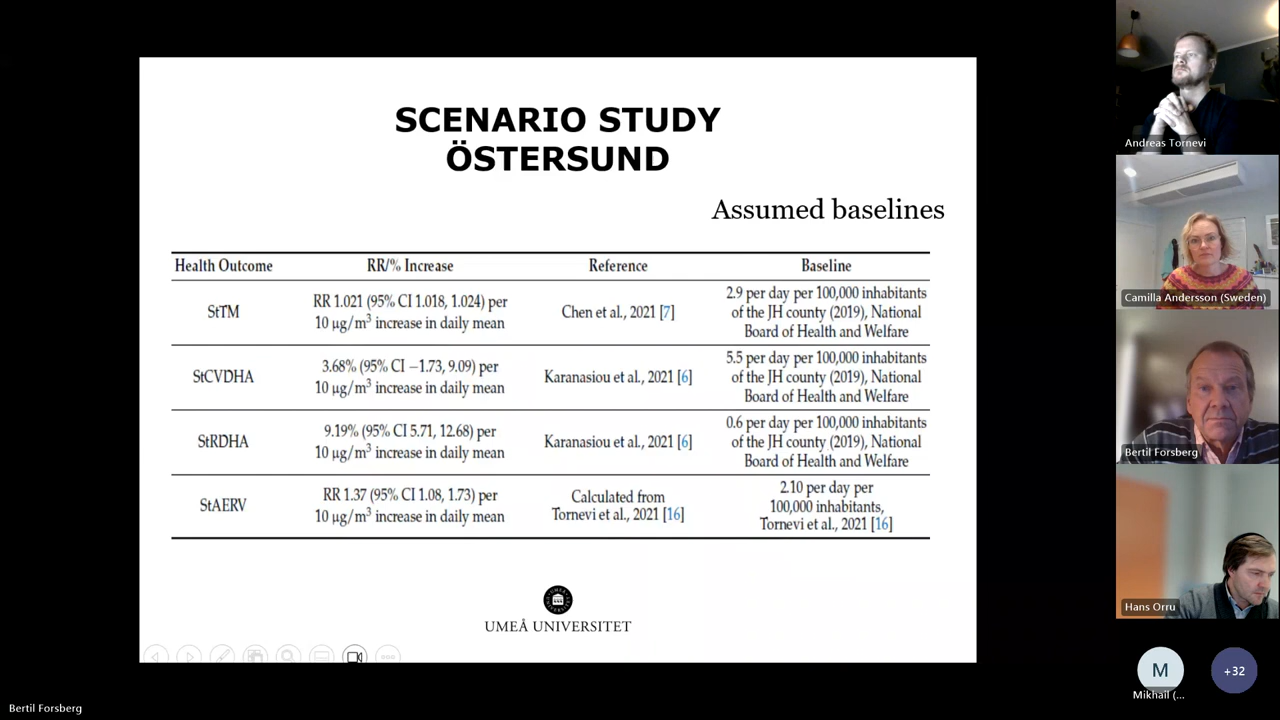 SCENARIO STUDY
ÖSTERSUND
Assumed baselines
Health Outcome RR/% Increase Reference Baseline
StTM
RR 1.021 (95% CI 1.018, 1.024) per
10 µg/m³ increase in daily mean
Chen et al., 2021 [7]
2.9 per day per 100,000 inhabitants
of the JH county (2019), National
Board of Health and Welfare
StCVDHA
3.68% (95% CI −1.73, 9.09) per
10 µg/m³ increase in daily mean
Karanasiou et al., 2021 [6]
5.5 per day per 100,000 inhabitants
of the JH county (2019), National
Board of Health and Welfare
StRDHA
9.19% (95% CI 5.71, 12.68) per
10 µg/m³ increase in daily mean
Karanasiou et al., 2021 [6]
0.6 per day per 100,000 inhabitants
of the JH county (2019), National
Board of Health and Welfare
StAERV
RR 1.37 (95% CI 1.08, 1.73) per
10 µg/m³ increase in daily mean
Calculated from
Tornevi et al., 2021 [16]
2.10 per day per
100,000 inhabitants,
Tornevi et al., 2021 [16]
UMEÅ UNIVERSITET
Andreas Tornevi
Camilla Andersson (Sweden)
Bertil Forsberg
Hans Orru
M
+32
Mikhail (...
Bertil Forsberg